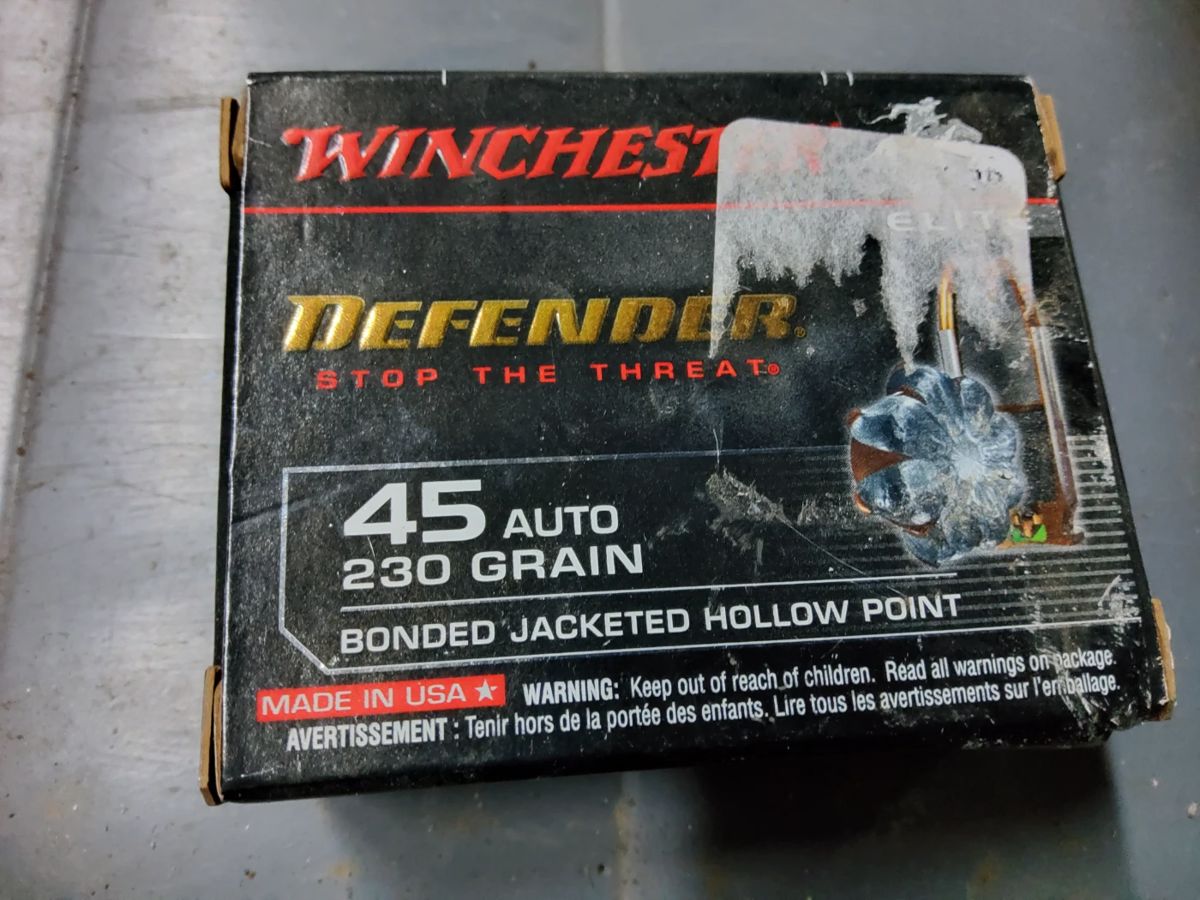 WINCHESTER
ELITE
DEFENDER®
STOP THE THREAT®
45 AUTO
230 GRAIN
BONDED JACKETED HOLLOW POINT
MADE IN USA ★ WARNING: Keep out of reach of children. Read all warnings on package.
AVERTISSEMENT : Tenir hors de la portée des enfants. Lire tous les avertissements sur l'emballage.